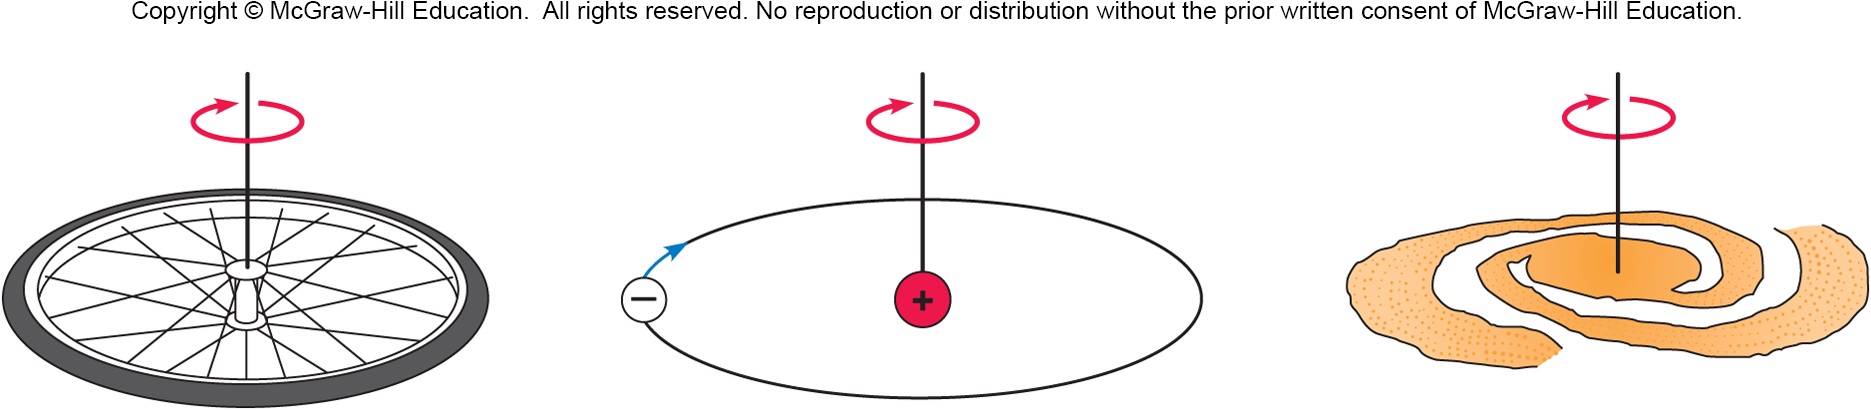 Copyright © McGraw-Hill Education.  All rights reserved. No reproduction or distribution without the prior written consent of McGraw-Hill Education.
− +